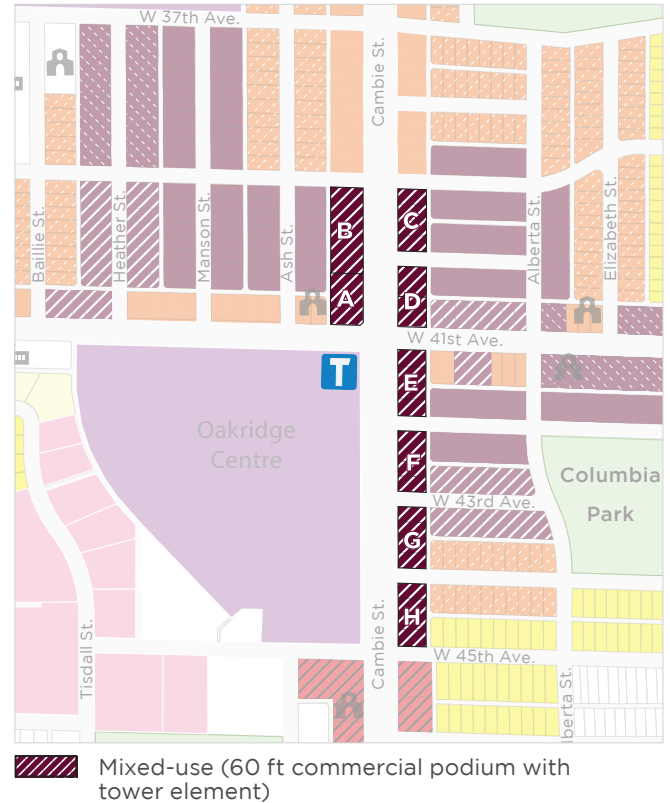 W 37th Ave.
Cambie St.
Baillie St.
Heather St.
Manson St.
Ash St.
Alberta St.
Elizabeth St.
B
C
A
D
W 41st Ave.
T
E
Oakridge
Centre
F
Columbia
Park
W 43rd Ave.
G
H
Tisdall St.
Cambie St.
W 45th Ave.
lberta St.
Mixed-use (60 ft commercial podium with
tower element)